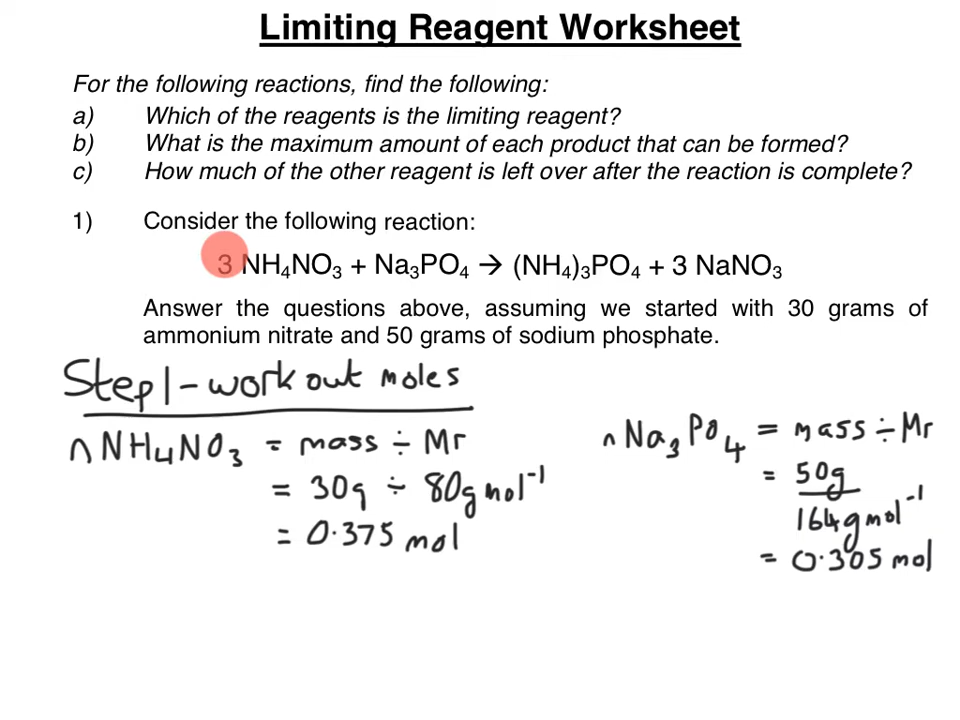 Limiting Reagent Worksheet
For the following reactions, find the following:
a) Which of the reagents is the limiting reagent?
b) What is the maximum amount of each product that can be formed?
c) How much of the other reagent is left over after the reaction is complete?
1) Consider the following reaction:
3 NH₄NO₃ + Na₃PO₄ → (NH₄)₃PO₄ + 3 NaNO₃
Answer the questions above, assuming we started with 30 grams of
ammonium nitrate and 50 grams of sodium phosphate.
Step 1 - work out moles
n NH₄NO₃ = mass ÷ Mr
= 30g ÷ 80g mol⁻¹
= 0.375 mol
n Na₃PO₄ = mass ÷ Mr
= 50g
164g mol⁻¹
= 0.305 mol